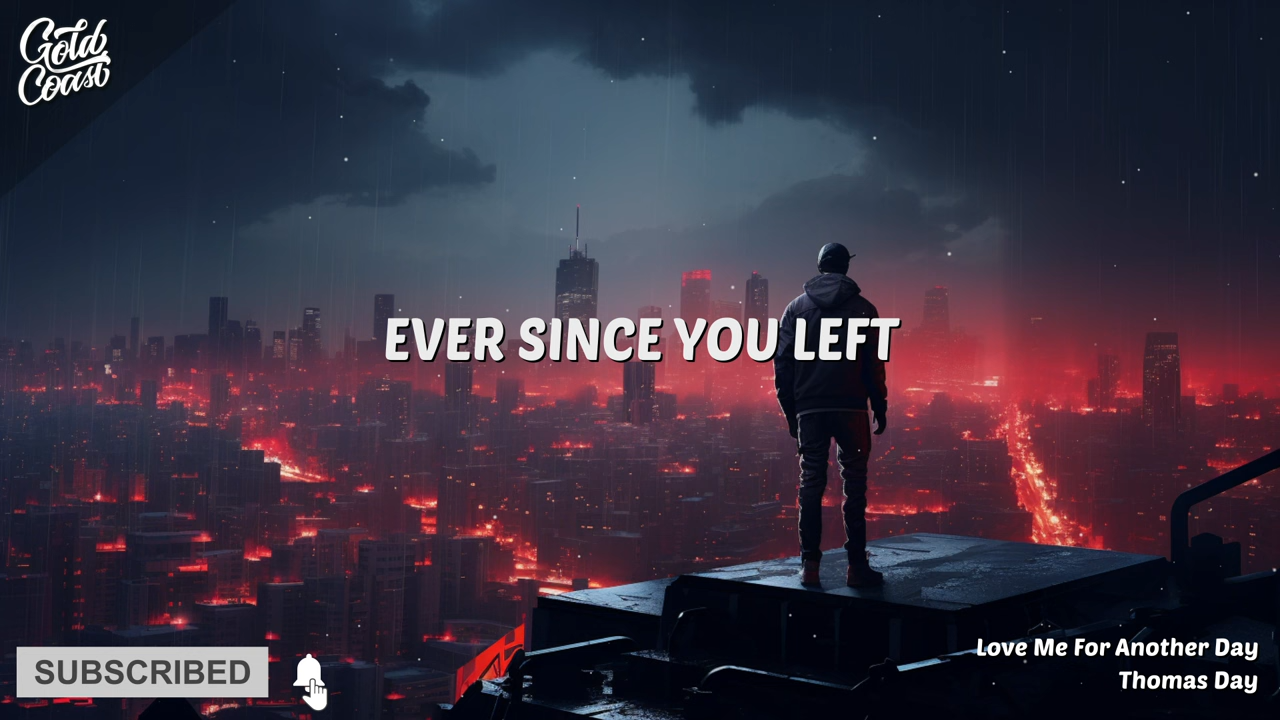 Gold
Coast
EVER SINCE YOU LEFT
Love Me For Another Day
Thomas Day
SUBSCRIBED